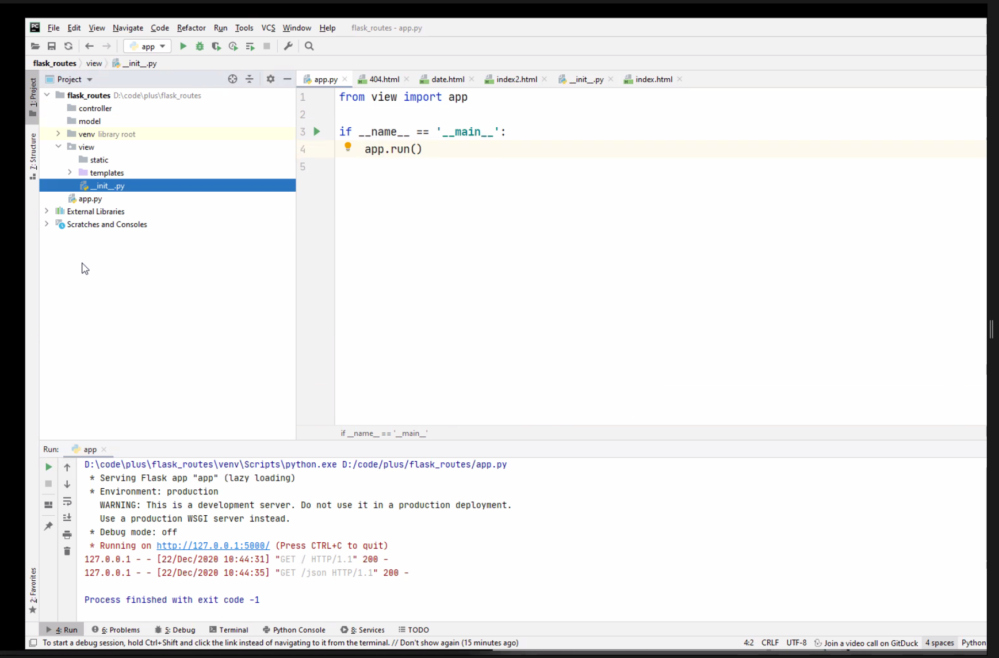 File Edit View Navigate Code Refactor Run Tools VCS Window Help flask_routes - app.py
app
flask_routes view __init__.py
Project
app.py 404.html date.html index2.html __init__.py index.html
1: Project
7: Structure
2: Favorites
flask_routes D:\code\plus\flask_routes
controller
model
venv library root
view
static
templates
__init__.py
app.py
External Libraries
Scratches and Consoles
1 from view import app
2
3 if __name__ == '__main__':
4 app.run()
5
if __name__ == '__main__'
Run: app
D:\code\plus\flask_routes\venv\Scripts\python.exe D:/code/plus/flask_routes/app.py
* Serving Flask app "app" (lazy loading)
* Environment: production
WARNING: This is a development server. Do not use it in a production deployment.
Use a production WSGI server instead.
* Debug mode: off
* Running on http://127.0.0.1:5000/ (Press CTRL+C to quit)
127.0.0.1 - - [22/Dec/2020 10:44:31] "GET / HTTP/1.1" 200 -
127.0.0.1 - - [22/Dec/2020 10:44:35] "GET /json HTTP/1.1" 200 -
Process finished with exit code -1
4: Run 6: Problems 5: Debug Terminal Python Console 8: Services TODO
To start a debug session, hold Ctrl+Shift and click the link instead of navigating to it from the terminal. // Don't show again (15 minutes ago) 4:2 CRLF UTF-8 Join a video call on GitDuck 4 spaces Python